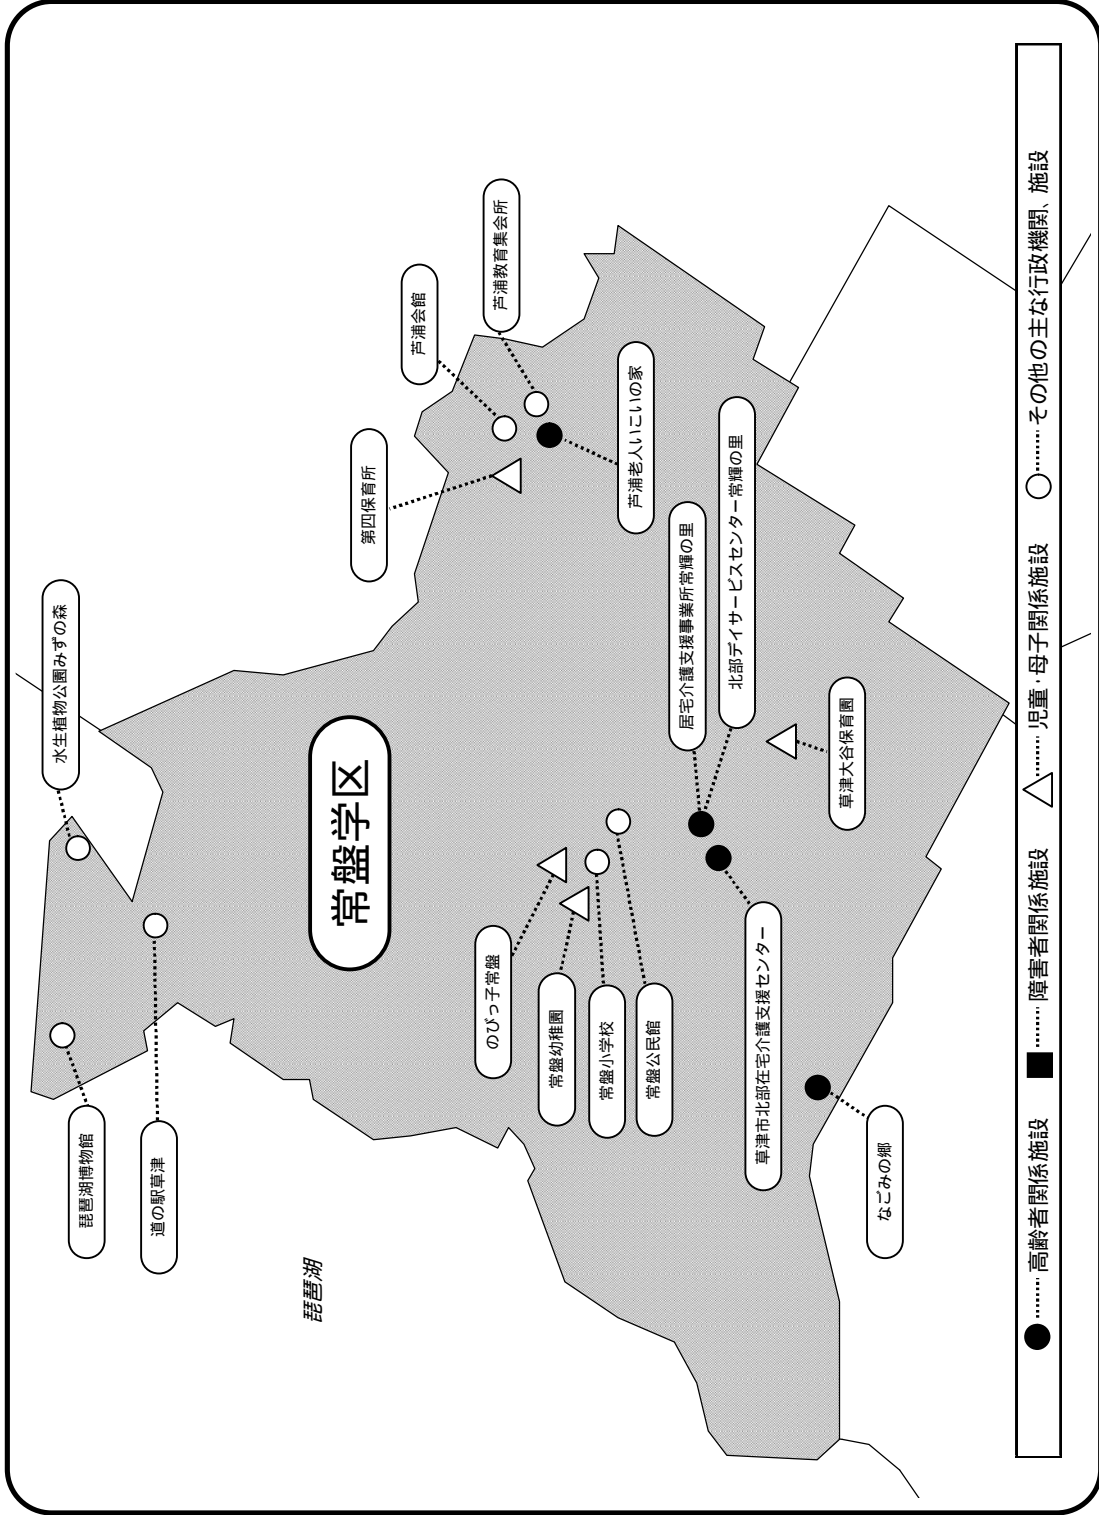 常盤学区
琵琶湖
琵琶湖博物館
道の駅草津
水生植物公園みずの森
第四保育所
芦浦会館
芦浦教育集会所
芦浦老人いこいの家
居宅介護支援事業所常輝の里
北部デイサービスセンター常輝の里
草津大谷保育園
のびっ子常盤
常盤幼稚園
常盤小学校
常盤公民館
草津市北部在宅介護支援センター
なごみの郷
高齢者関係施設
障害者関係施設
児童・母子関係施設
その他の主な行政機関、施設